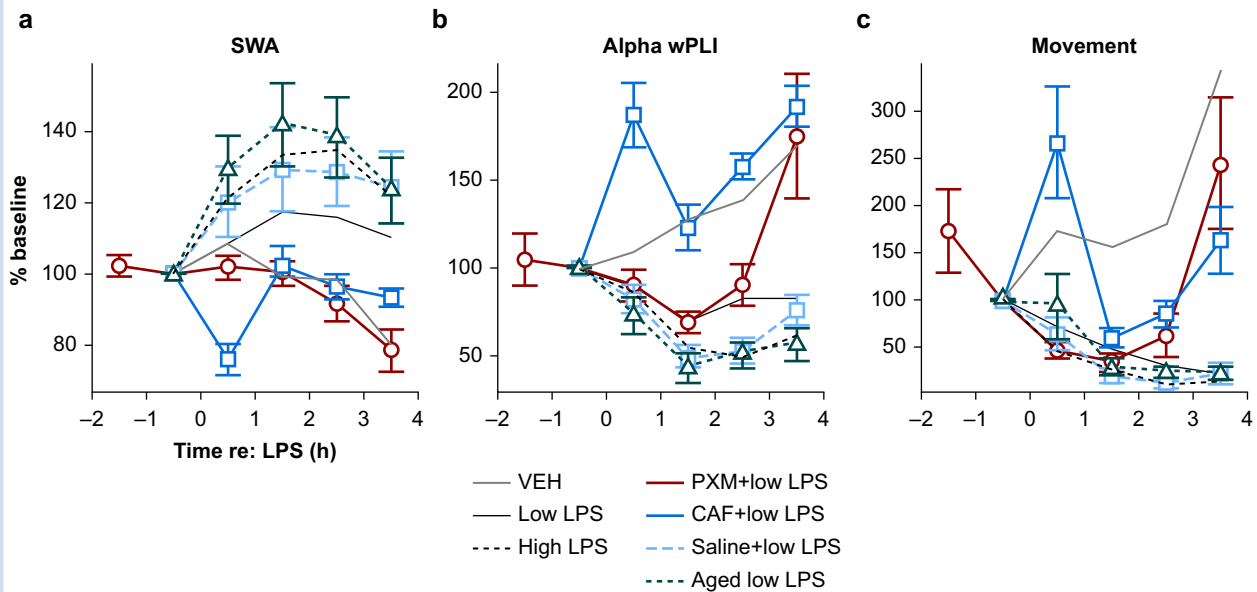 a
b
c
SWA
Alpha wPLI
Movement
% baseline
140
120
100
80
200
150
100
50
300
250
200
150
100
50
–2 –1 0 1 2 3 4
–2 –1 0 1 2 3 4
–2 –1 0 1 2 3 4
Time re: LPS (h)
VEH
Low LPS
High LPS
PXM+low LPS
CAF+low LPS
Saline+low LPS
Aged low LPS